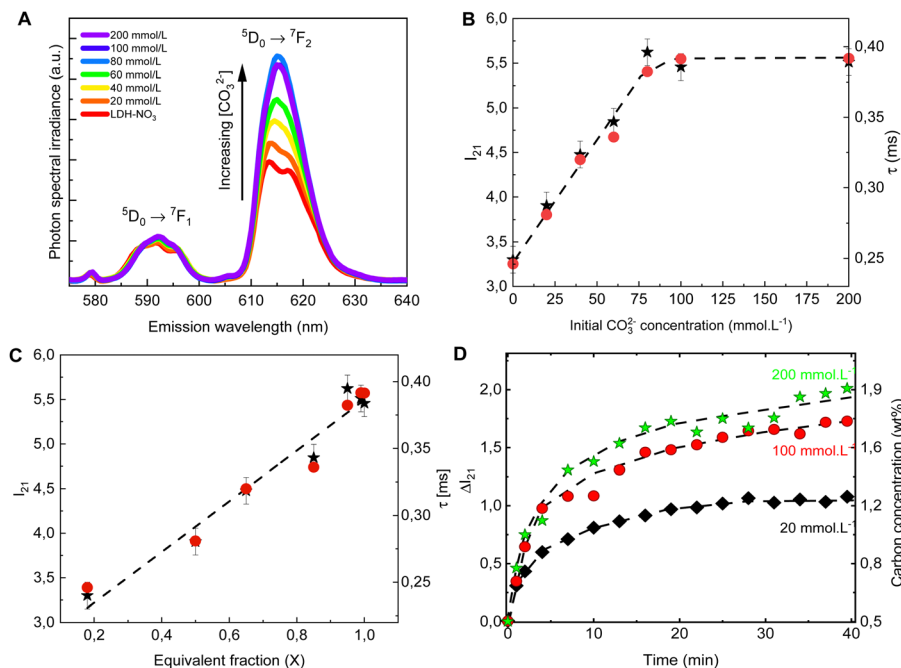 A
Photon spectral irradiance (a.u.)
200 mmol/L
100 mmol/L
80 mmol/L
60 mmol/L
40 mmol/L
20 mmol/L
LDH-NO₃
⁵D₀ → ⁷F₁
⁵D₀ → ⁷F₂
Increasing [CO₃²⁻]
580 590 600 610 620 630 640
Emission wavelength (nm)
B
I₂₁
6,0
5,5
5,0
4,5
4,0
3,5
3,0
0,40
0,35
0,30
0,25
τ (ms)
0 25 50 75 100 125 150 175 200
Initial CO₃²⁻ concentration (mmol.L⁻¹)
C
I₂₁
6,0
5,5
5,0
4,5
4,0
3,5
3,0
0,40
0,35
0,30
0,25
τ [ms]
0,2 0,4 0,6 0,8 1,0
Equivalent fraction (X)
D
ΔI₂₁
2,0
1,5
1,0
0,5
0,0
200 mmol.L⁻¹
100 mmol.L⁻¹
20 mmol.L⁻¹
1,9
1,6
1,2
0,8
0,5
Carbon concentration (wt%)
0 10 20 30 40
Time (min)